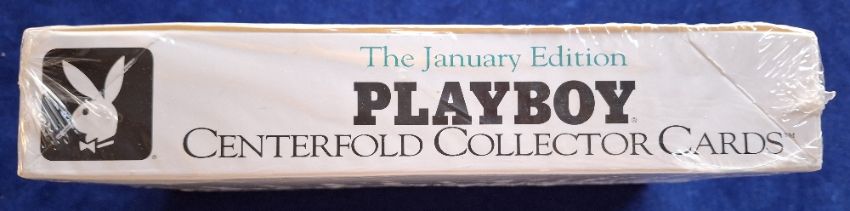 The January Edition
PLAYBOY®
CENTERFOLD COLLECTOR CARDS™
®